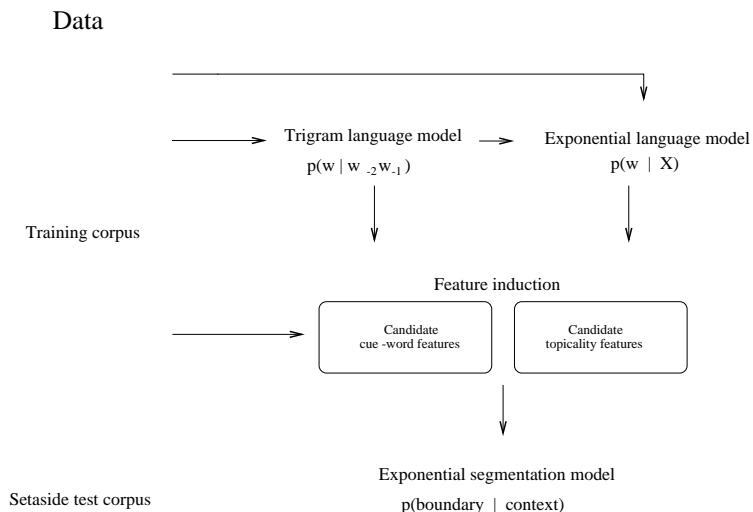 Data
Trigram language model
p(w | w -2 w -1 )
Exponential language model
p(w | X)
Training corpus
Feature induction
Candidate
cue -word features
Candidate
topicality features
Exponential segmentation model
p(boundary | context)
Setaside test corpus